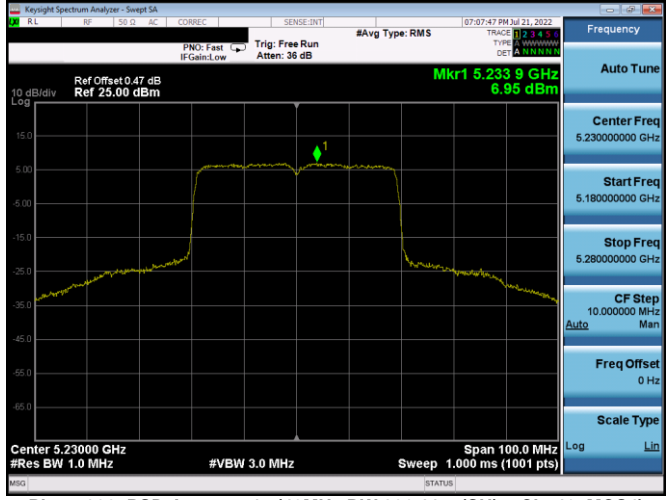 Keysight Spectrum Analyzer - Swept SA
RL RF 50 Ω AC CORREC SENSE:INT 07:07:47 PM Jul 21, 2022
#Avg Type: RMS
TRACE 1 2 3 4 5 6
TYPE A WWWWW
DET A N N N N N
PNO: Fast
IFGain:Low
Trig: Free Run
Atten: 36 dB
Frequency
Mkr1 5.233 9 GHz
6.95 dBm
Ref Offset 0.47 dB
10 dB/div Ref 25.00 dBm
Log
1
15.0
5.00
-5.00
-15.0
-25.0
-35.0
-45.0
-55.0
-65.0
Auto Tune
Center Freq
5.230000000 GHz
Start Freq
5.180000000 GHz
Stop Freq
5.280000000 GHz
CF Step
10.000000 MHz
Auto Man
Freq Offset
0 Hz
Scale Type
Log Lin
Center 5.23000 GHz Span 100.0 MHz
#Res BW 1.0 MHz #VBW 3.0 MHz Sweep 1.000 ms (1001 pts)
MSG STATUS